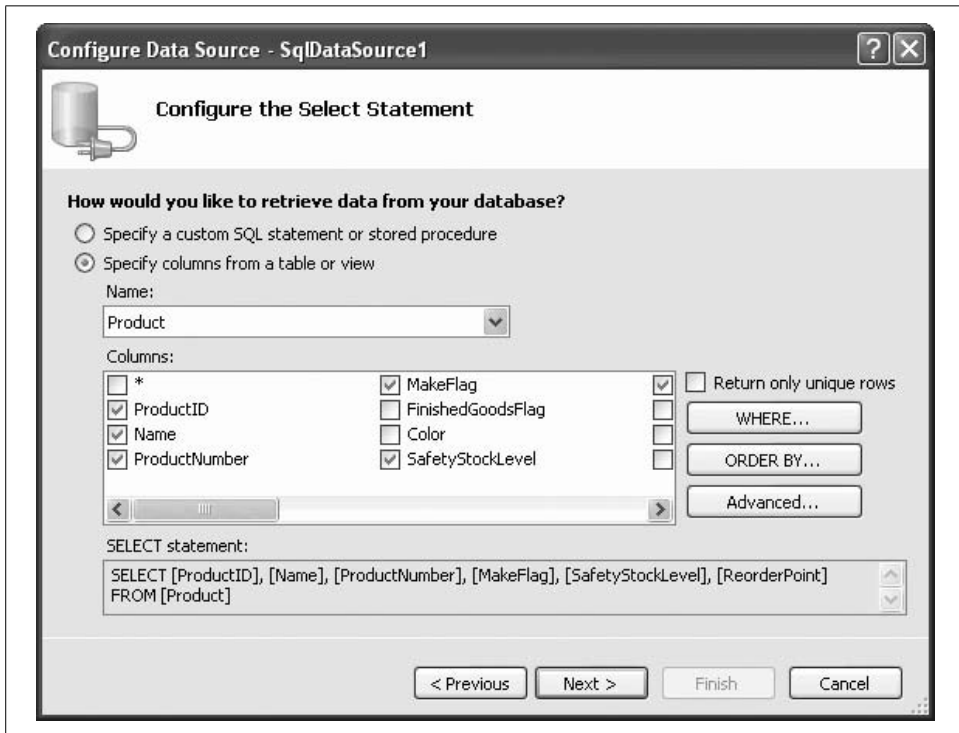 Configure Data Source - SqlDataSource1
Configure the Select Statement
How would you like to retrieve data from your database?
Specify a custom SQL statement or stored procedure
Specify columns from a table or view
Name:
Product
Columns:
*
MakeFlag
Return only unique rows
ProductID
FinishedGoodsFlag
WHERE...
Name
Color
ProductNumber
SafetyStockLevel
ORDER BY...
Advanced...
SELECT statement:
SELECT [ProductID], [Name], [ProductNumber], [MakeFlag], [SafetyStockLevel], [ReorderPoint]
FROM [Product]
< Previous
Next >
Finish
Cancel